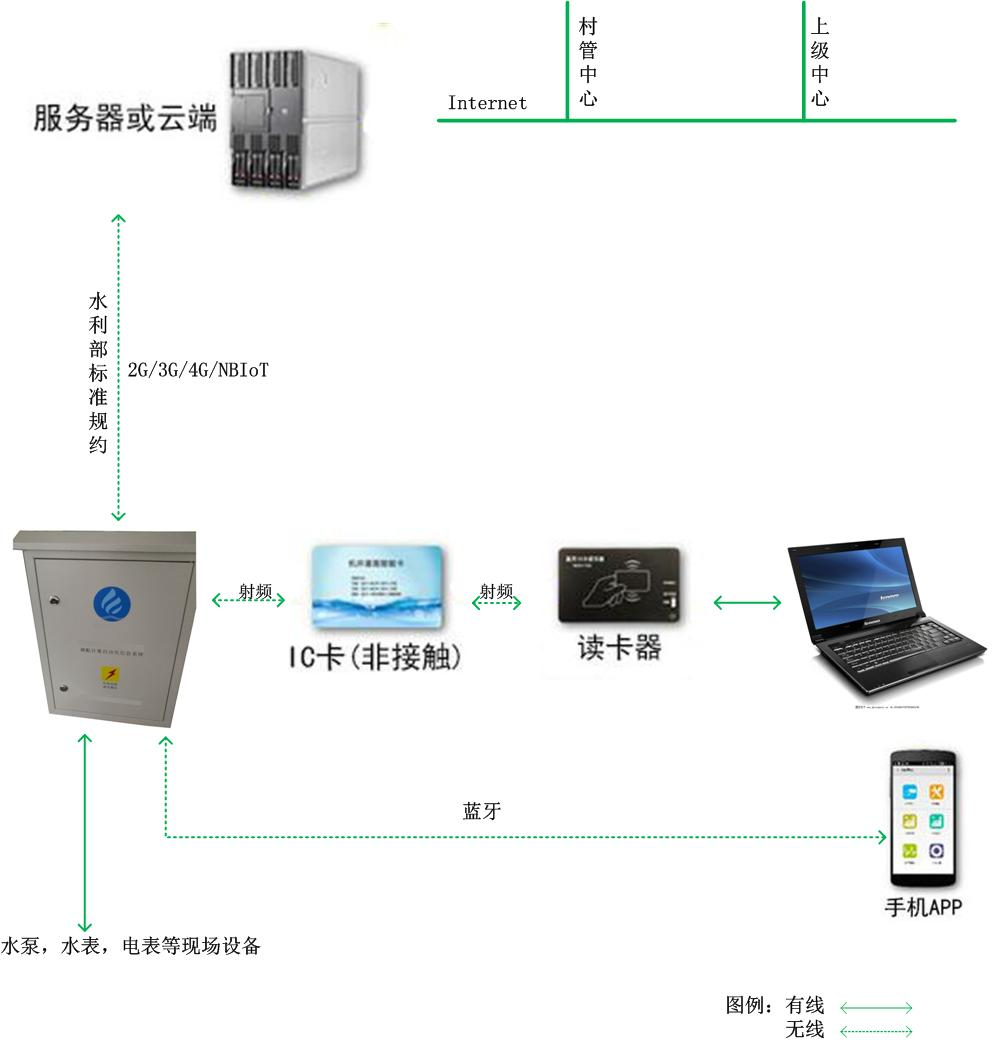 村管中心
上级中心
Internet
服务器或云端
水利部标准规约
2G/3G/4G/NBIoT
射频
射频
IC卡(非接触)
读卡器
蓝牙
手机APP
水泵，水表，电表等现场设备
图例：有线
无线